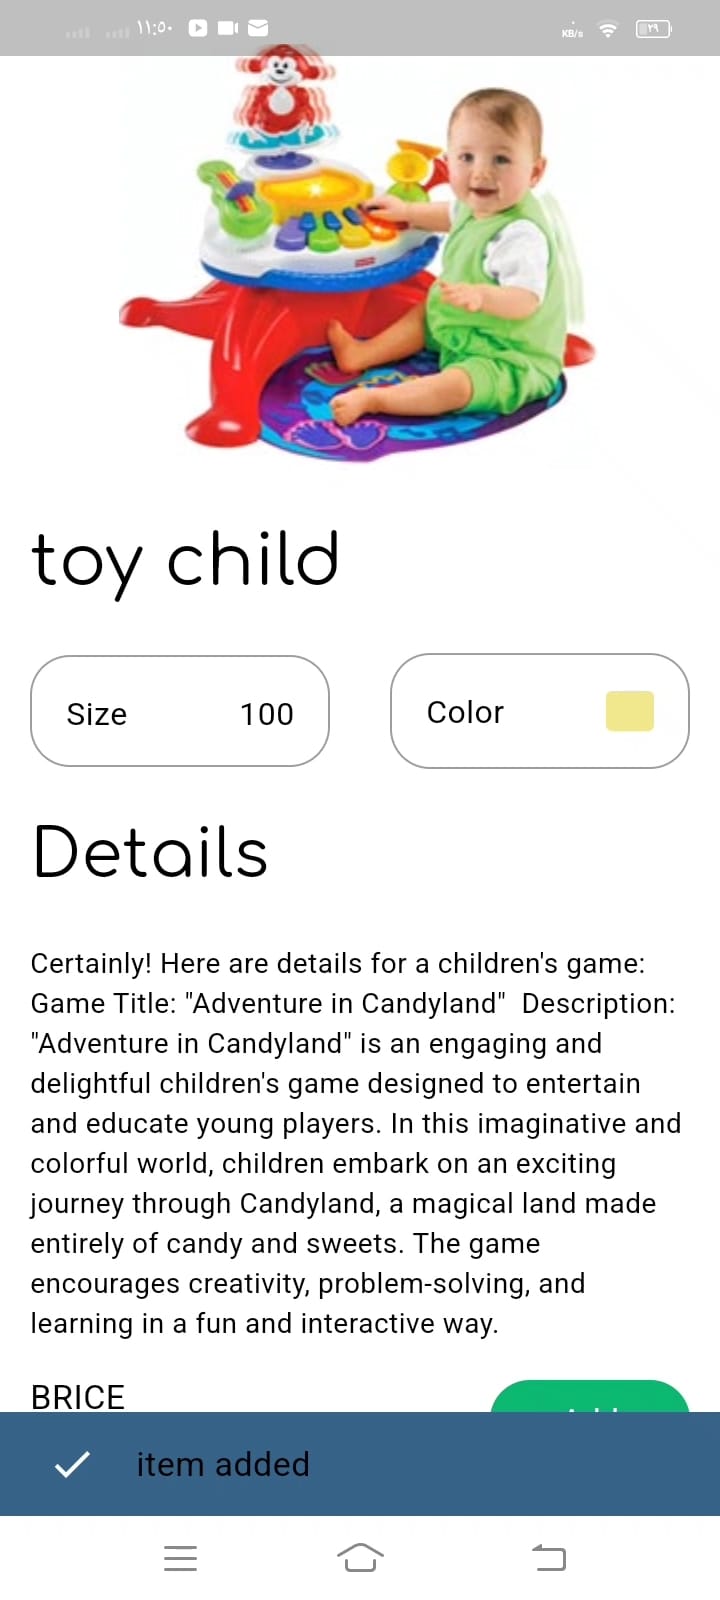 ١١:٥٠
KB/s
٢٩
toy child
Size 100
Color
Details
Certainly! Here are details for a children's game:
Game Title: "Adventure in Candyland"  Description:
"Adventure in Candyland" is an engaging and
delightful children's game designed to entertain
and educate young players. In this imaginative and
colorful world, children embark on an exciting
journey through Candyland, a magical land made
entirely of candy and sweets. The game
encourages creativity, problem-solving, and
learning in a fun and interactive way.
BRICE
item added